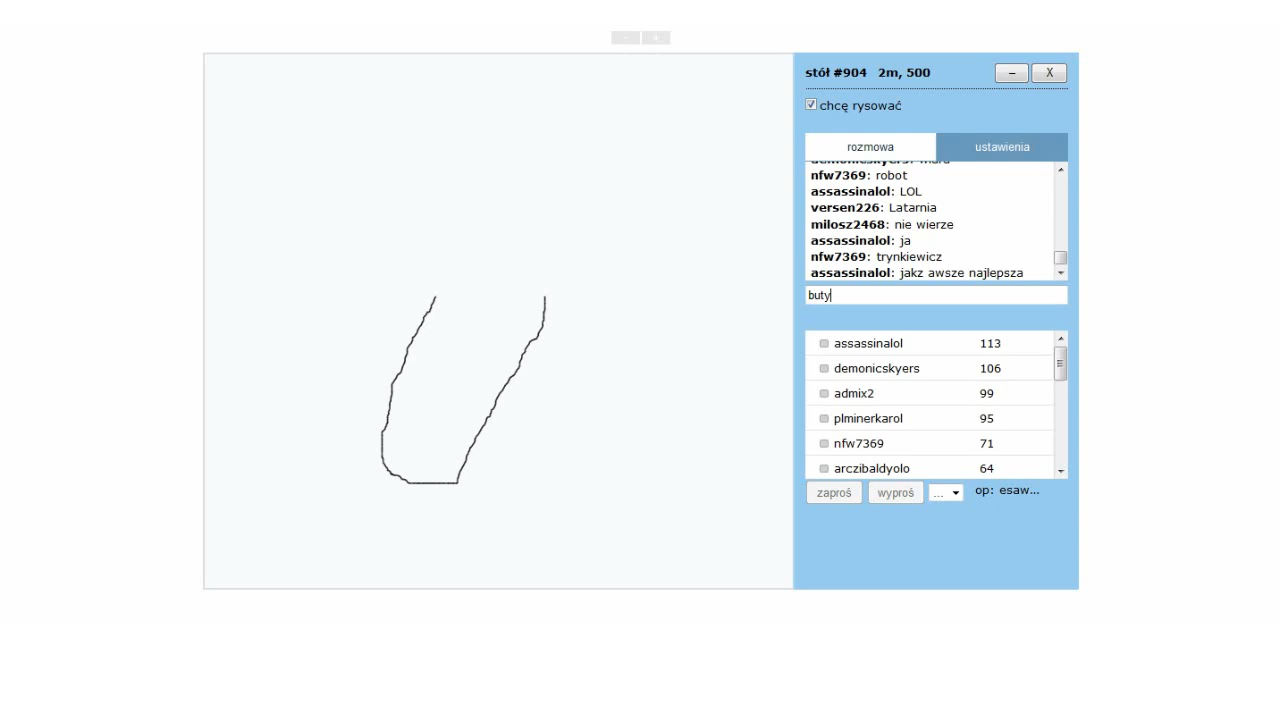 stół #904 2m, 500
– X
chcę rysować
rozmowa ustawienia
nfw7369: robot
assassinalol: LOL
versen226: Latarnia
milosz2468: nie wierze
assassinalol: ja
nfw7369: trynkiewicz
assassinalol: jakz awsze najlepsza
buty
assassinalol 113
demonicskyers 106
admix2 99
plminerkarol 95
nfw7369 71
arczibaldyolo 64
zaproś wyproś ... op: esaw...